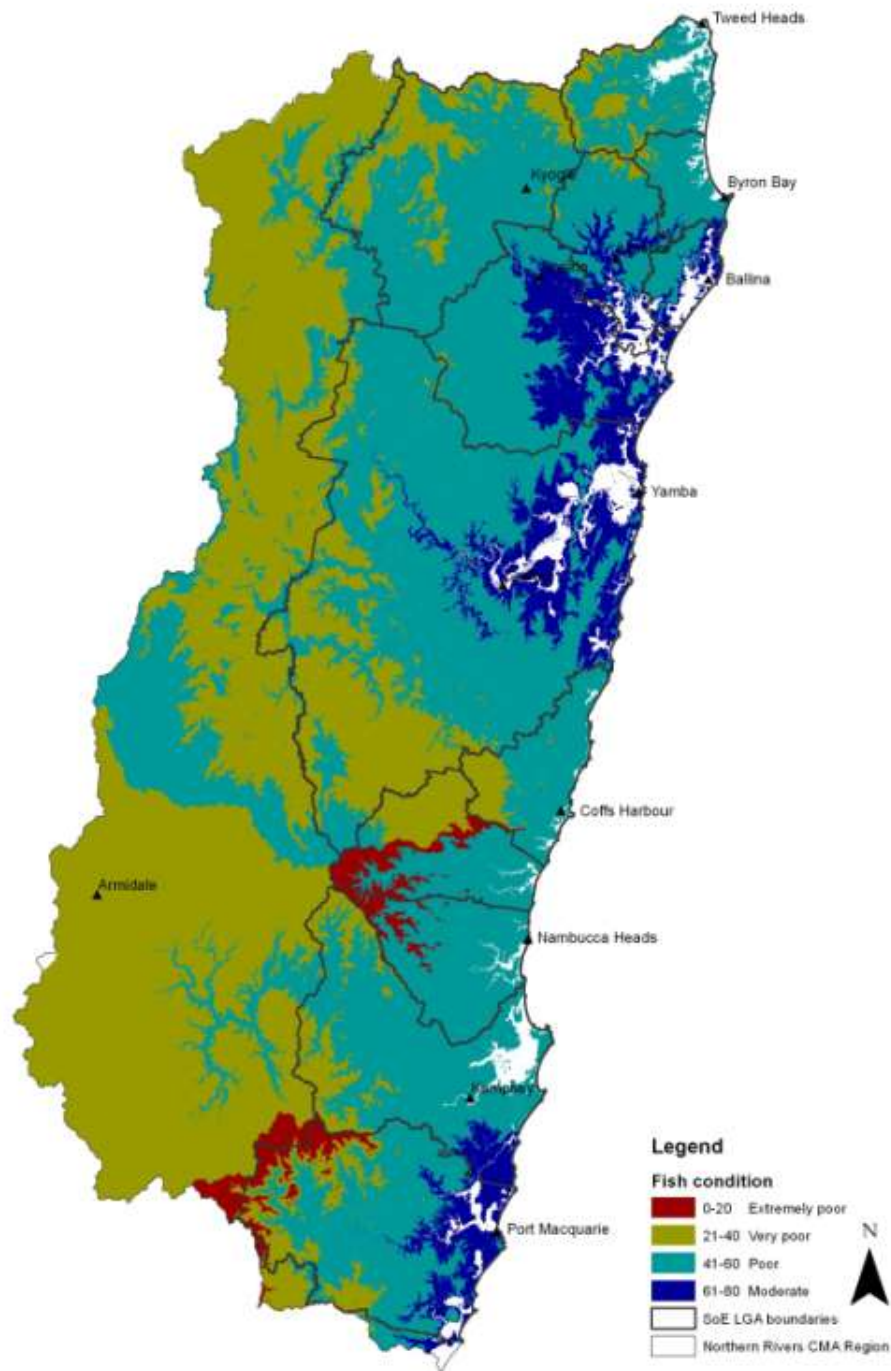 Tweed Heads
Kyogle
Byron Bay
Ballina
Yamba
Coffs Harbour
Armidale
Nambucca Heads
Kempsey
Port Macquarie
Legend
Fish condition
0-20 Extremely poor
21-40 Very poor
41-60 Poor
61-80 Moderate
SoE LGA boundaries
Northern Rivers CMA Region
N